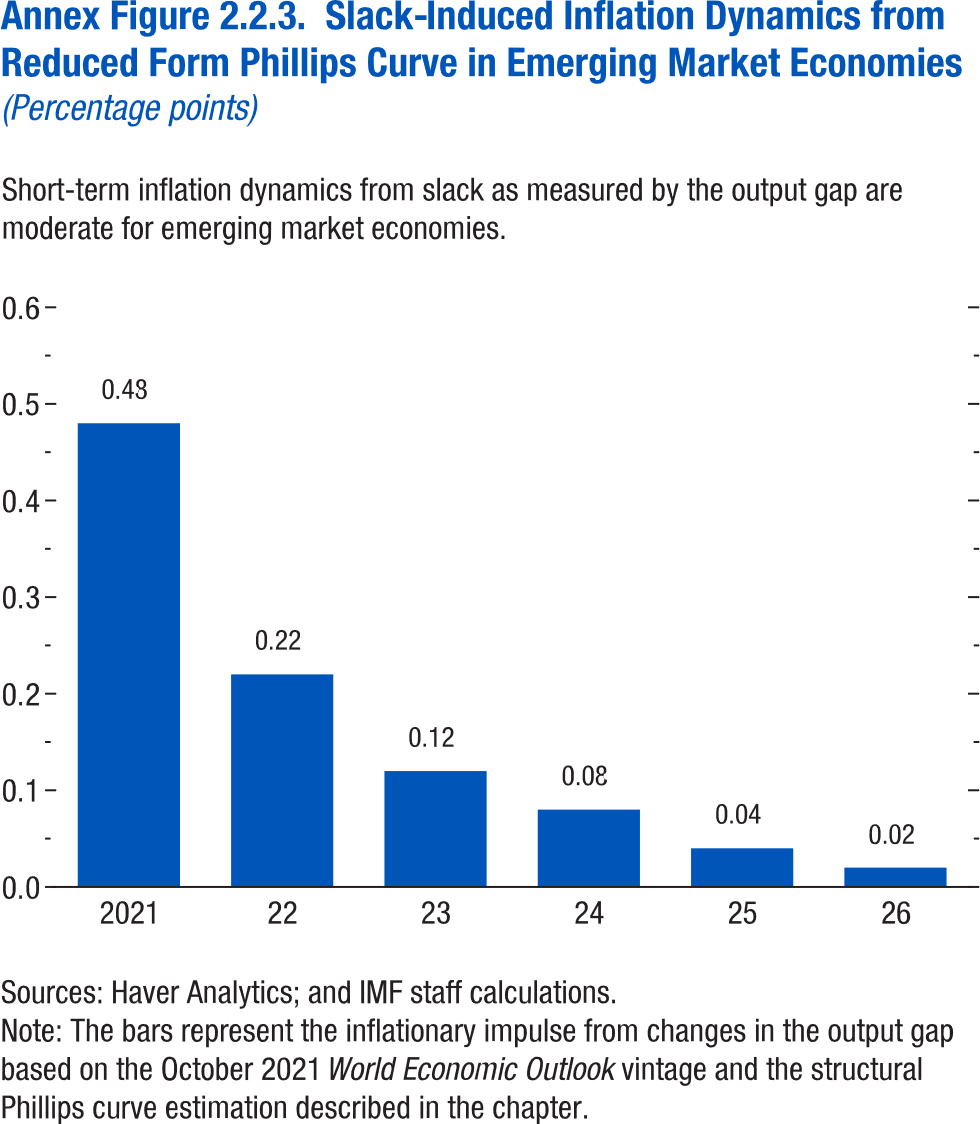 Annex Figure 2.2.3. Slack-Induced Inflation Dynamics from
Reduced Form Phillips Curve in Emerging Market Economies
(Percentage points)
Short-term inflation dynamics from slack as measured by the output gap are
moderate for emerging market economies.
0.6
0.5
0.4
0.3
0.2
0.1
0.0
0.48
0.22
0.12
0.08
0.04
0.02
2021 22 23 24 25 26
Sources: Haver Analytics; and IMF staff calculations.
Note: The bars represent the inflationary impulse from changes in the output gap
based on the October 2021 World Economic Outlook vintage and the structural
Phillips curve estimation described in the chapter.